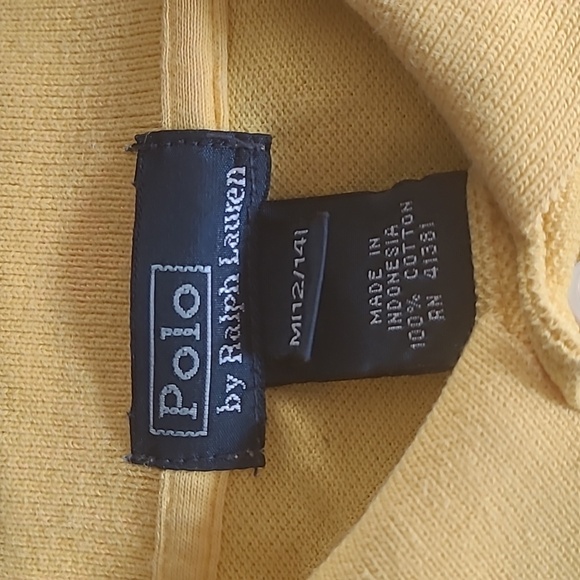 Polo
by Ralph Lauren
M(12/14)
MADE IN
INDONESIA
100% COTTON
RN 41381